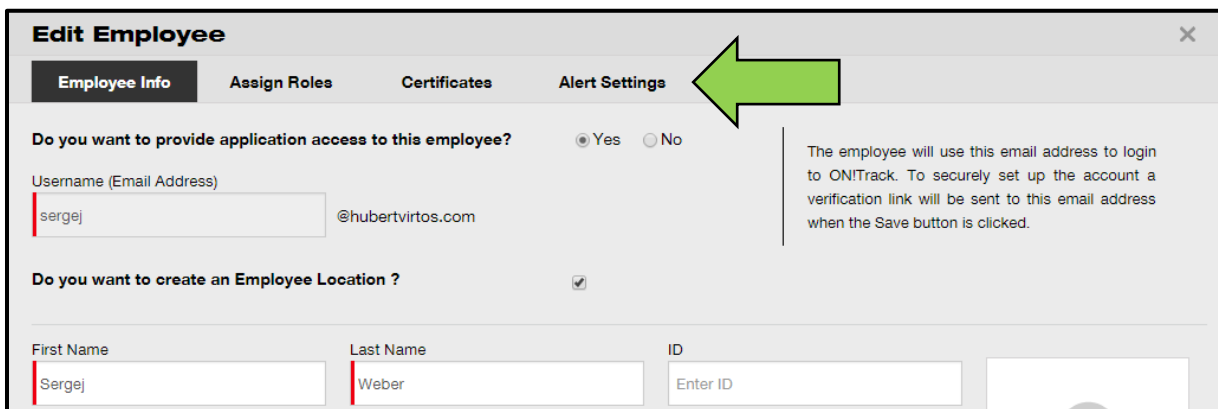 Edit Employee
Employee Info Assign Roles Certificates Alert Settings
Do you want to provide application access to this employee? Yes No
Username (Email Address)
sergej @hubertvirtos.com
The employee will use this email address to login
to ON!Track. To securely set up the account a
verification link will be sent to this email address
when the Save button is clicked.
Do you want to create an Employee Location ?
First Name Last Name ID
Sergej Weber Enter ID